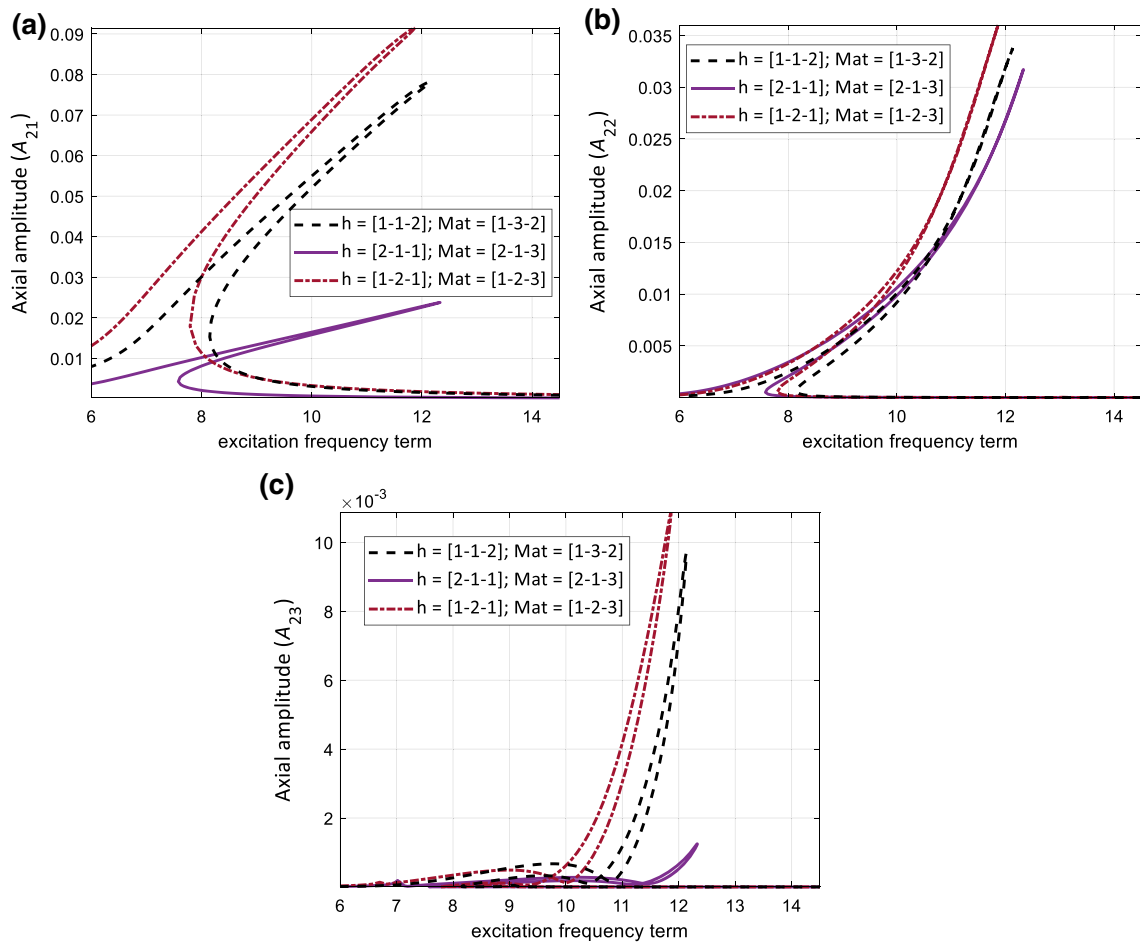 (a)
0.09
0.08
0.07
0.06
0.05
0.04
0.03
0.02
0.01
Axial amplitude (A21)
h = [1-1-2]; Mat = [1-3-2]
h = [2-1-1]; Mat = [2-1-3]
h = [1-2-1]; Mat = [1-2-3]
6 8 10 12 14
excitation frequency term
(b)
0.035
0.03
0.025
0.02
0.015
0.01
0.005
Axial amplitude (A22)
h = [1-1-2]; Mat = [1-3-2]
h = [2-1-1]; Mat = [2-1-3]
h = [1-2-1]; Mat = [1-2-3]
6 8 10 12 14
excitation frequency term
(c)
×10-3
10
8
6
4
2
Axial amplitude (A23)
h = [1-1-2]; Mat = [1-3-2]
h = [2-1-1]; Mat = [2-1-3]
h = [1-2-1]; Mat = [1-2-3]
6 7 8 9 10 11 12 13 14
excitation frequency term